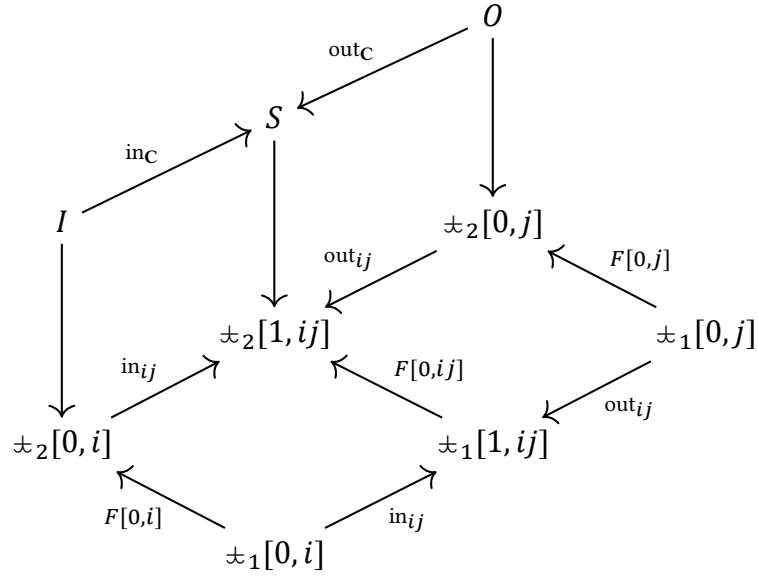 O
out_C
S
in_C
I
⩲₂[0, j]
out_ij
F[0,j]
⩲₂[1, ij]
⩲₁[0, j]
in_ij
F[0,ij]
out_ij
⩲₂[0, i]
⩲₁[1, ij]
F[0,i]
in_ij
⩲₁[0, i]